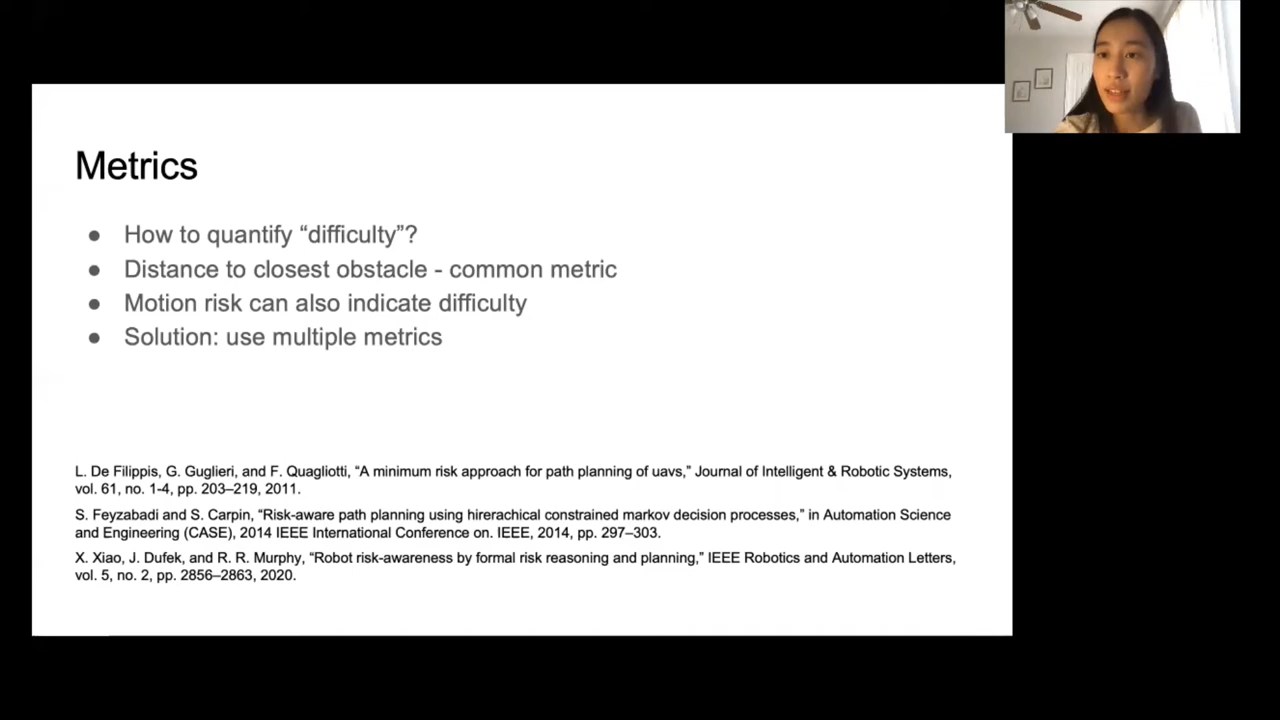 Metrics
● How to quantify “difficulty”?
● Distance to closest obstacle - common metric
● Motion risk can also indicate difficulty
● Solution: use multiple metrics
L. De Filippis, G. Guglieri, and F. Quagliotti, “A minimum risk approach for path planning of uavs,” Journal of Intelligent & Robotic Systems,
vol. 61, no. 1-4, pp. 203–219, 2011.
S. Feyzabadi and S. Carpin, “Risk-aware path planning using hirerachical constrained markov decision processes,” in Automation Science
and Engineering (CASE), 2014 IEEE International Conference on. IEEE, 2014, pp. 297–303.
X. Xiao, J. Dufek, and R. R. Murphy, “Robot risk-awareness by formal risk reasoning and planning,” IEEE Robotics and Automation Letters,
vol. 5, no. 2, pp. 2856–2863, 2020.